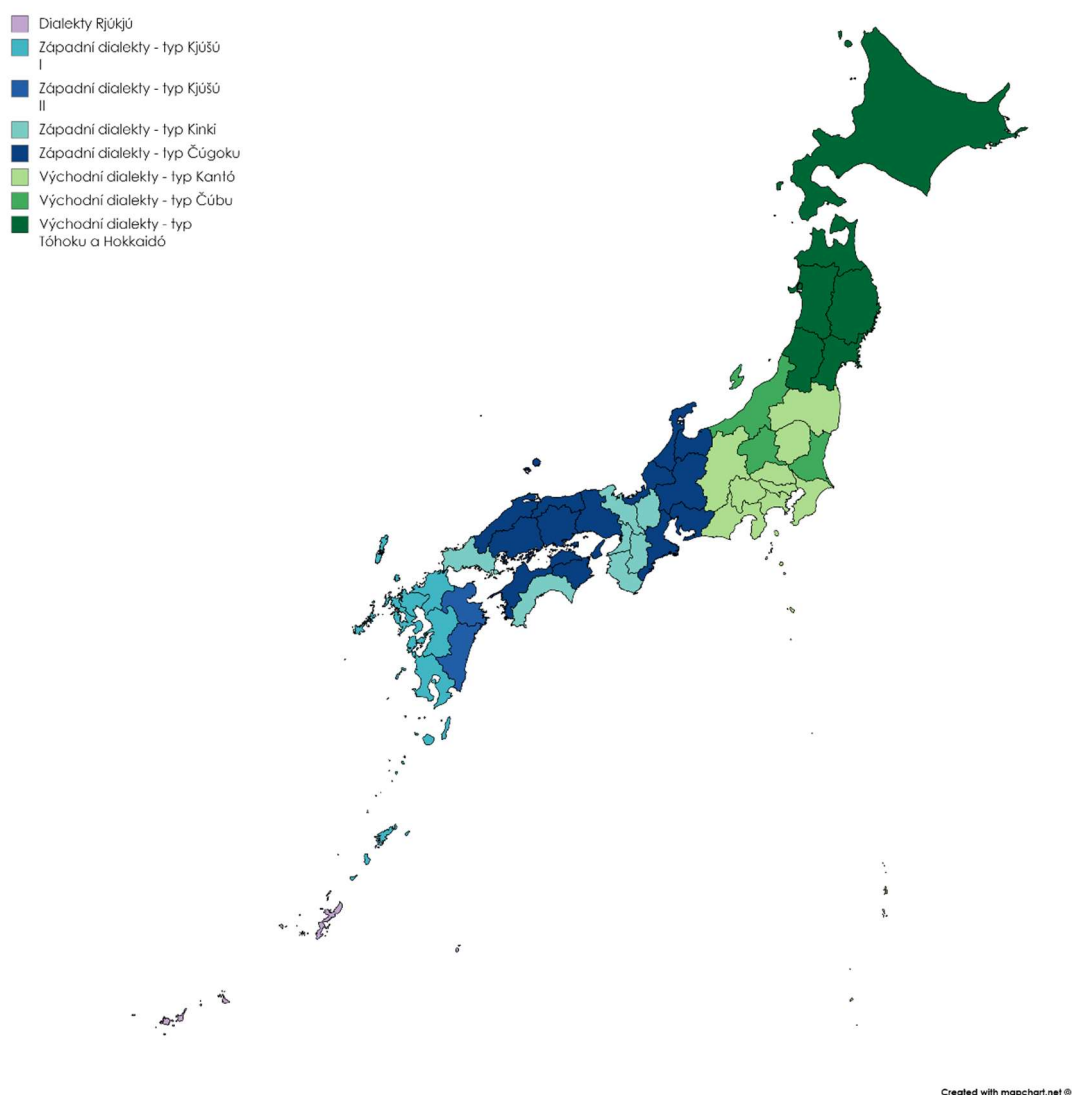 Dialekty Rjúkjú
Západní dialekty - typ Kjúšú
I
Západní dialekty - typ Kjúšú
II
Západní dialekty - typ Kinki
Západní dialekty - typ Čúgoku
Východní dialekty - typ Kantó
Východní dialekty - typ Čúbu
Východní dialekty - typ
Tóhoku a Hokkaidó
Created with mapchart.net ©